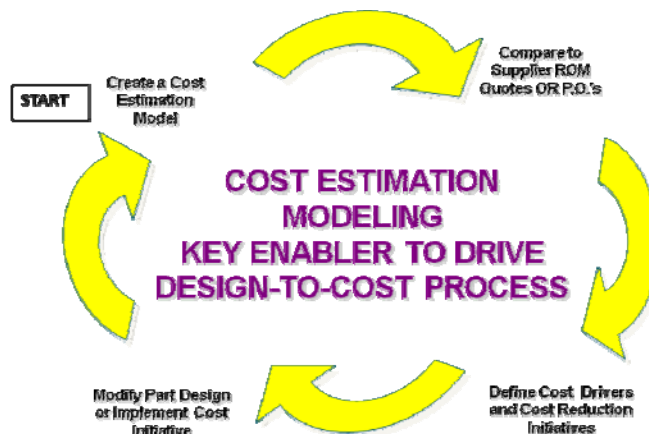 START
Create a Cost
Estimation
Model
Compare to
Supplier ROM
Quotes OR P.O.'s
COST ESTIMATION
MODELING
KEY ENABLER TO DRIVE
DESIGN-TO-COST PROCESS
Define Cost Drivers
and Cost Reduction
Initiatives
Modify Part Design
or Implement Cost
Initiative